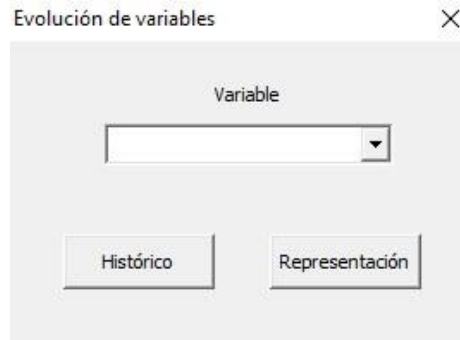 Evolución de variables
Variable
Histórico
Representación